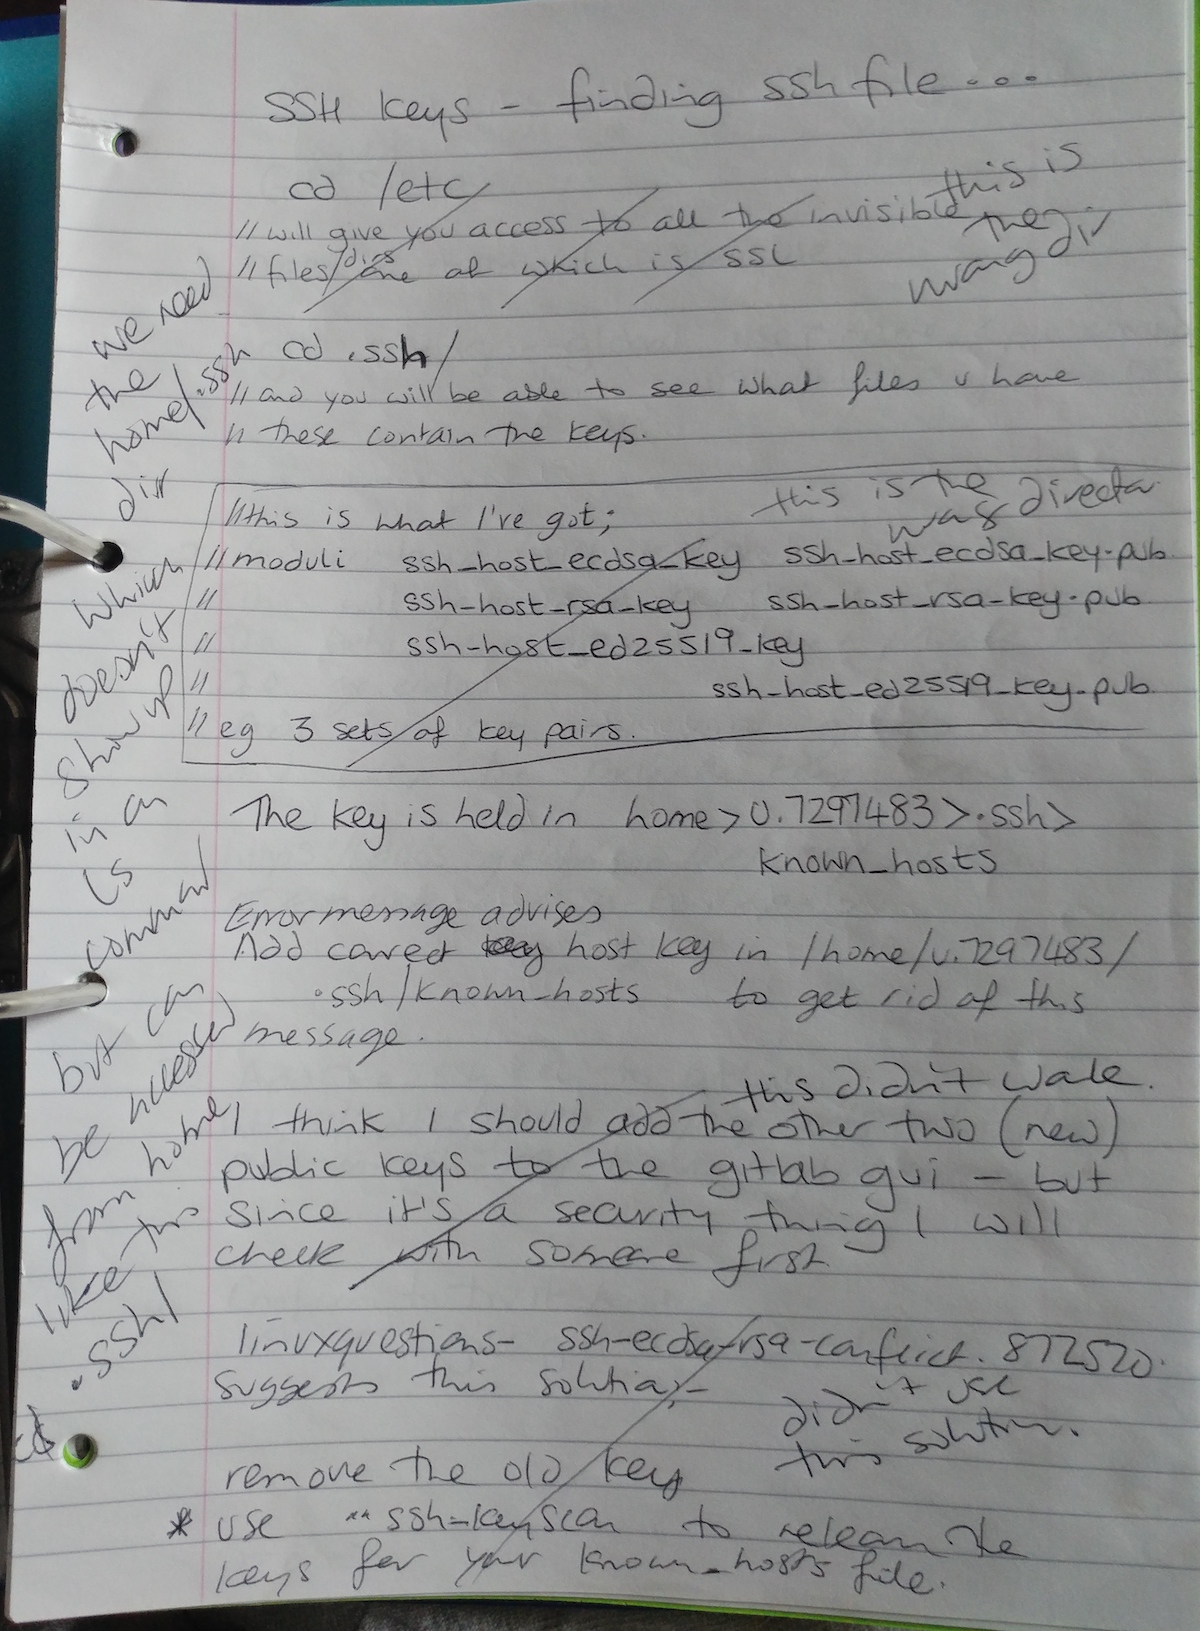 SSH Keys - finding ssh file...
cd /etc
this is
the
wrong dir
// will give you access to all the invisible
// files/dirs one of which is SSL
cd .ssh/
// and you will be able to see what files u have
// these contain the keys.
we need
the
home/.ssh
dir
which
doesn't
show up
in an
ls
command
but can
be accessed
from home
like this
cd .ssh/
// this is what I've got;
this is the
wrong director
// moduli ssh_host_ecdsa_key ssh_host_ecdsa_key.pub
// ssh-host_rsa_key ssh_host_rsa_key.pub
// ssh-host_ed25519_key
// ssh-host_ed25519_key.pub
// eg 3 sets of key pairs.
The key is held in home > u.7297483 > .ssh >
known_hosts
Error message advises
Add correct key host key in /home/u.7297483/
.ssh/known_hosts to get rid of this
message.
this didn't work.
I think I should add the other two (new)
public keys to the gitlab gui - but
since it's a security thing I will
check with someone first
linuxquestions- ssh-ecdsa-rsa-conflict. 872520.
suggests this solution;-
didn't use
this solution.
remove the old key
* use "ssh-keyscan to relearn the
keys for your known_hosts file.